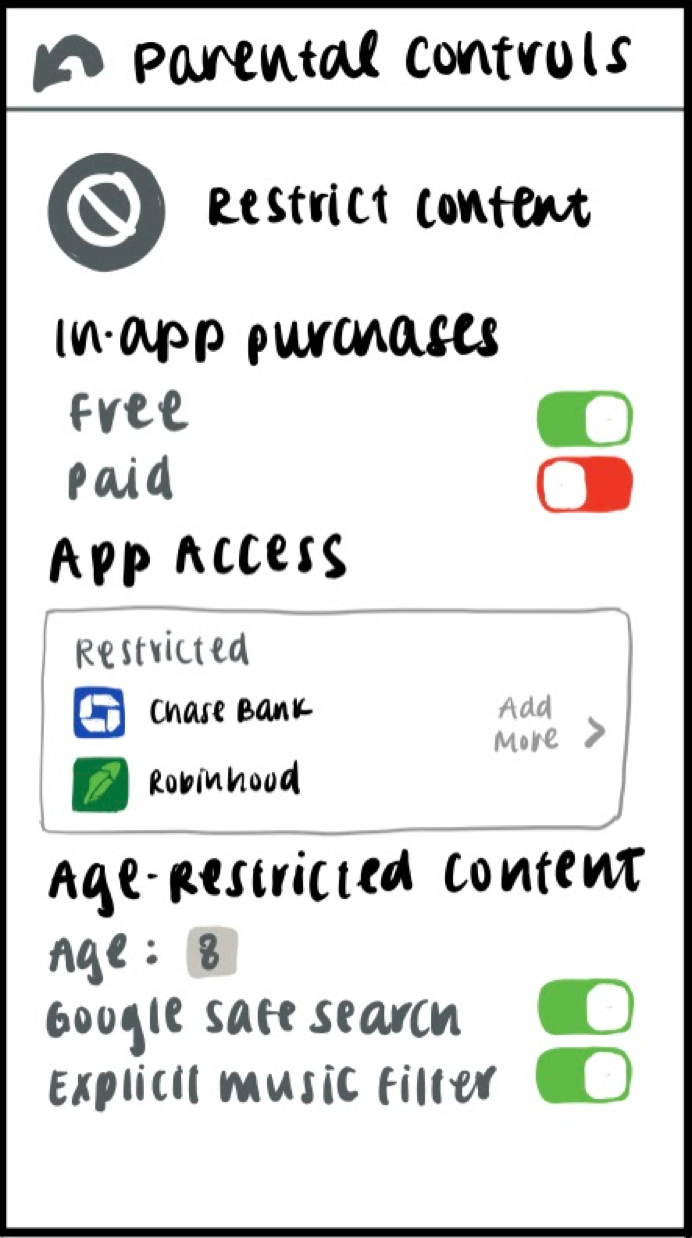 Parental Controls
Restrict Content
In-app purchases
Free
Paid
App Access
Restricted
Chase Bank
Add
More >
Robinhood
Age-Restricted Content
Age: 8
Google safe search
Explicit music filter